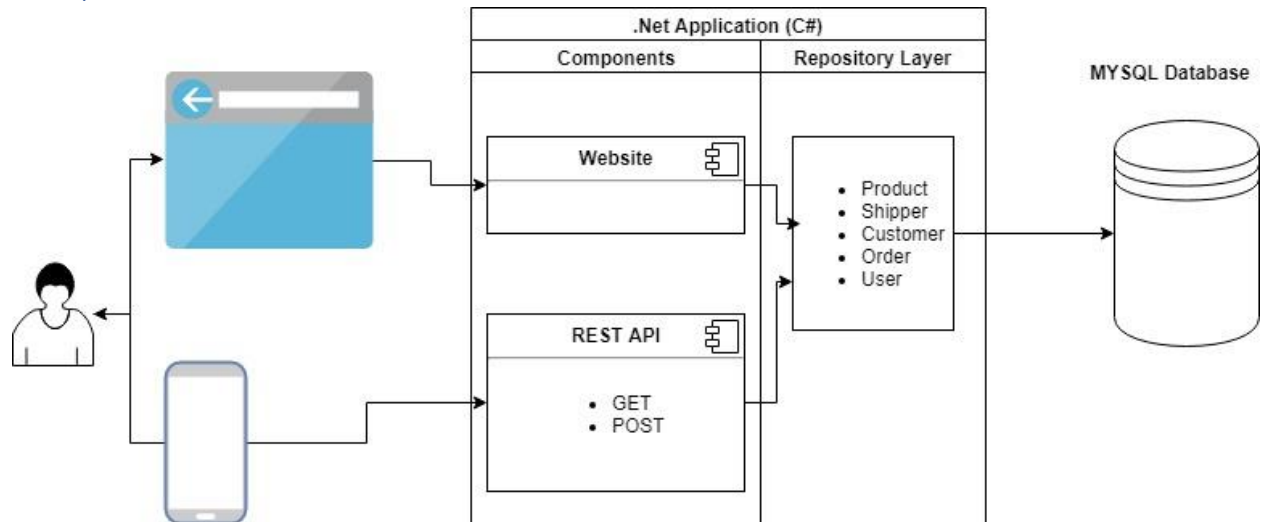 .Net Application (C#)
Components
Repository Layer
MYSQL Database
Website
• Product
• Shipper
• Customer
• Order
• User
REST API
• GET
• POST